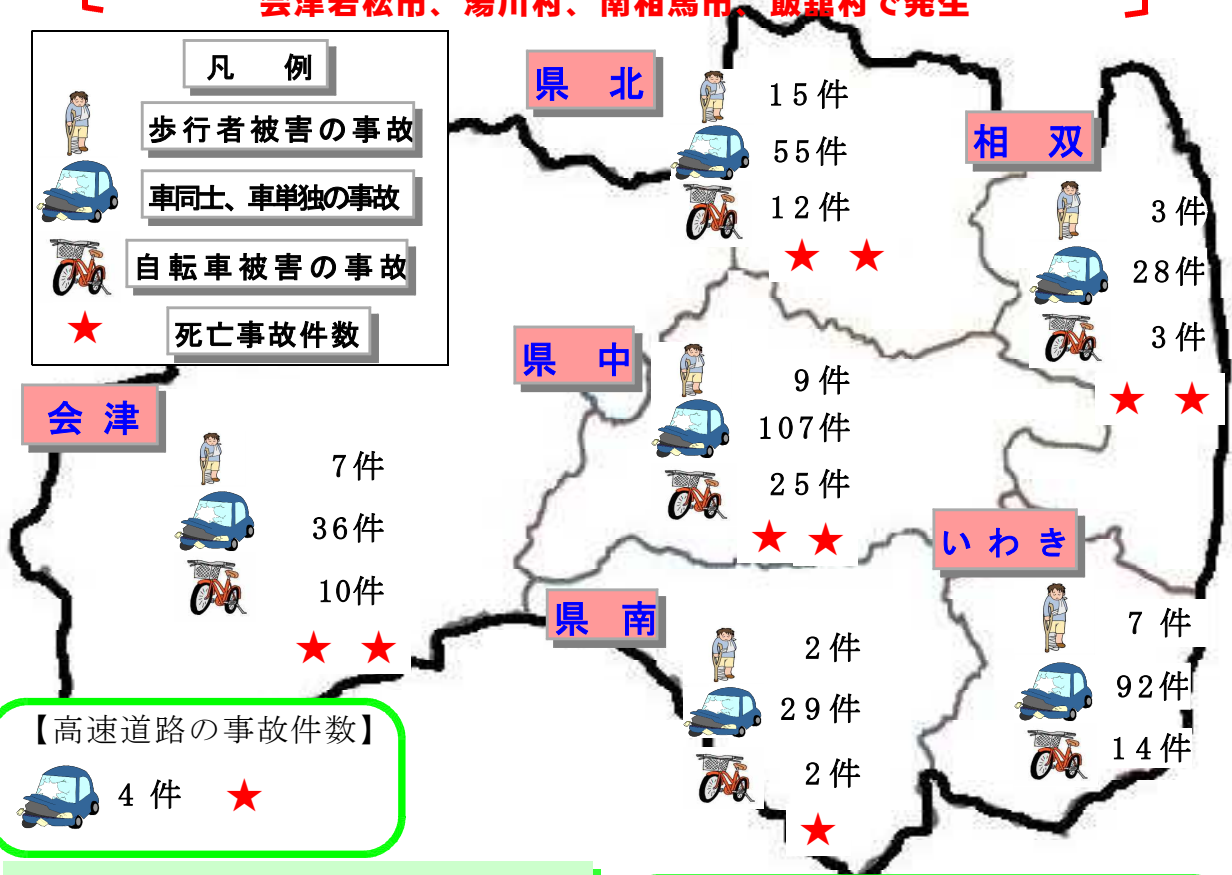 会津若松市、湯川村、南相馬市、飯舘村で発生
凡　例
歩行者被害の事故
車同士、車単独の事故
自転車被害の事故
★ 死亡事故件数
県　北
15件
55件
12件
★ ★
相　双
3件
28件
3件
★ ★
県　中
9件
107件
25件
★ ★
会 津
7件
36件
10件
★ ★
いわき
7 件
92件
14件
県　南
2件
29件
2件
★
【高速道路の事故件数】
4 件 ★